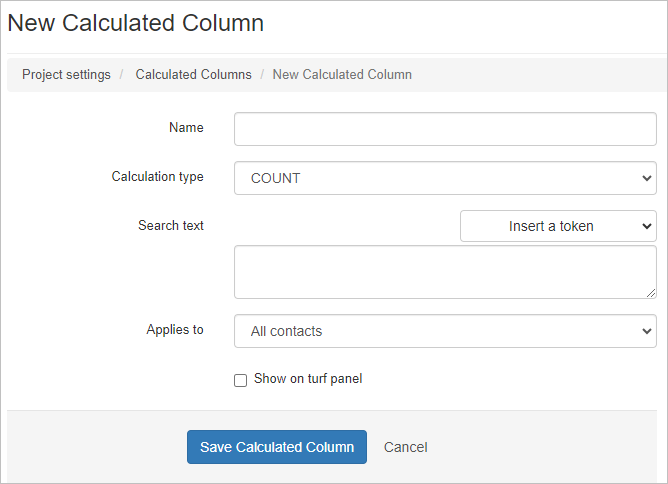 New Calculated Column
Project settings / Calculated Columns / New Calculated Column
Name
Calculation type COUNT
Search text Insert a token
Applies to All contacts
Show on turf panel
Save Calculated Column Cancel